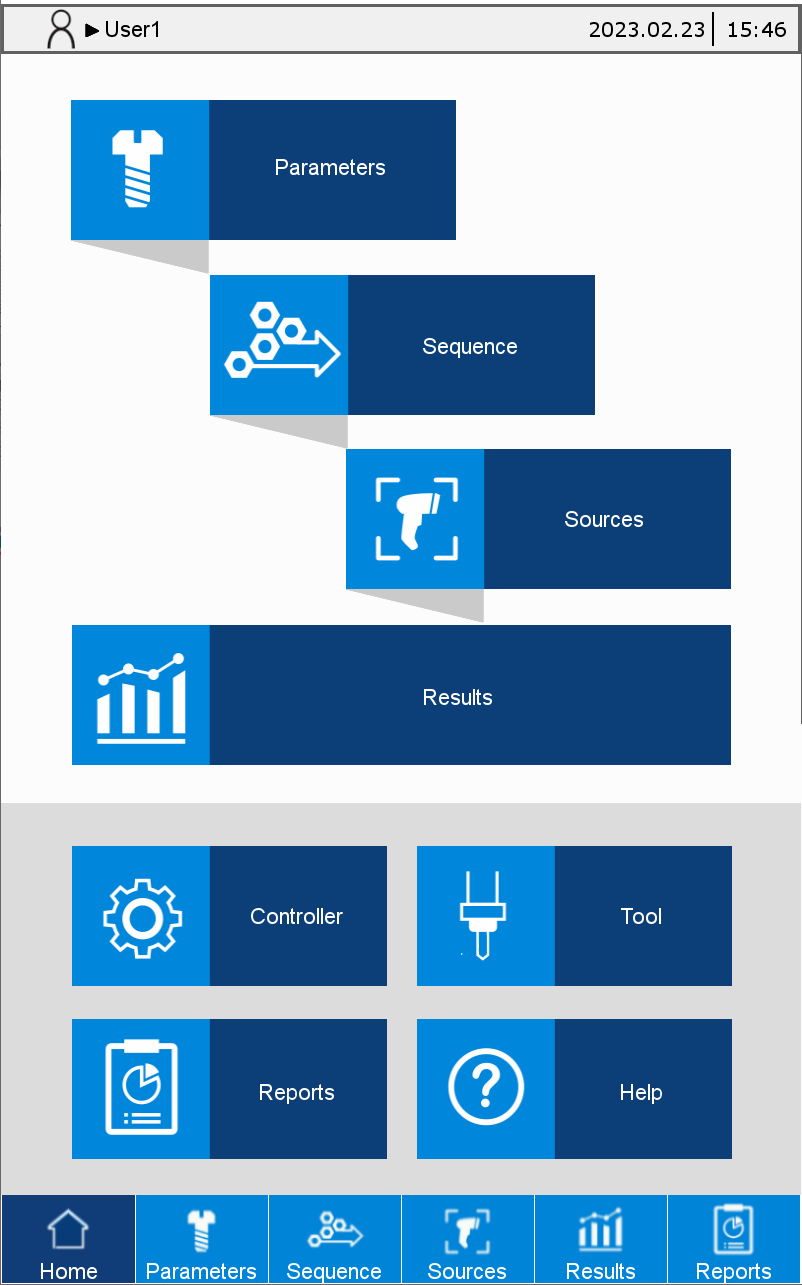 User1 2023.02.23 15:46
Parameters
Sequence
Sources
Results
Controller Tool
Reports Help
Home Parameters Sequence Sources Results Reports